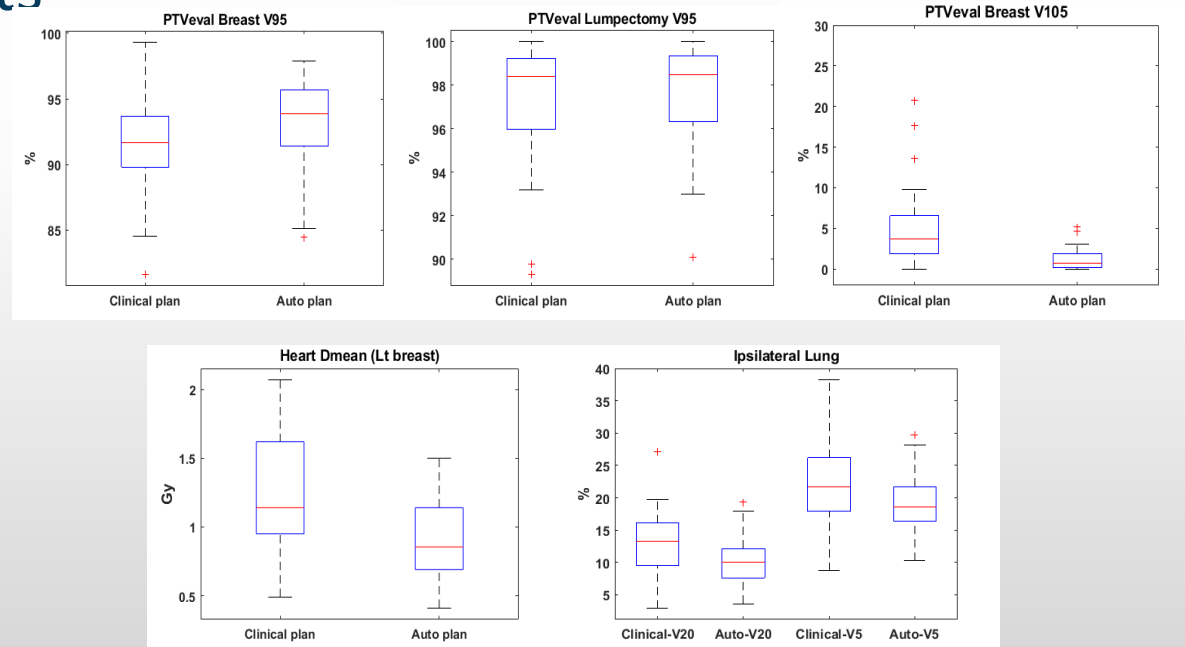 ts
PTVeval Breast V95
100
95
90
85
%
Clinical plan
Auto plan
PTVeval Lumpectomy V95
100
98
96
94
92
90
%
Clinical plan
Auto plan
PTVeval Breast V105
30
25
20
15
10
5
0
%
Clinical plan
Auto plan
Heart Dmean (Lt breast)
2
1.5
1
0.5
Gy
Clinical plan
Auto plan
Ipsilateral Lung
40
35
30
25
20
15
10
5
%
Clinical-V20
Auto-V20
Clinical-V5
Auto-V5